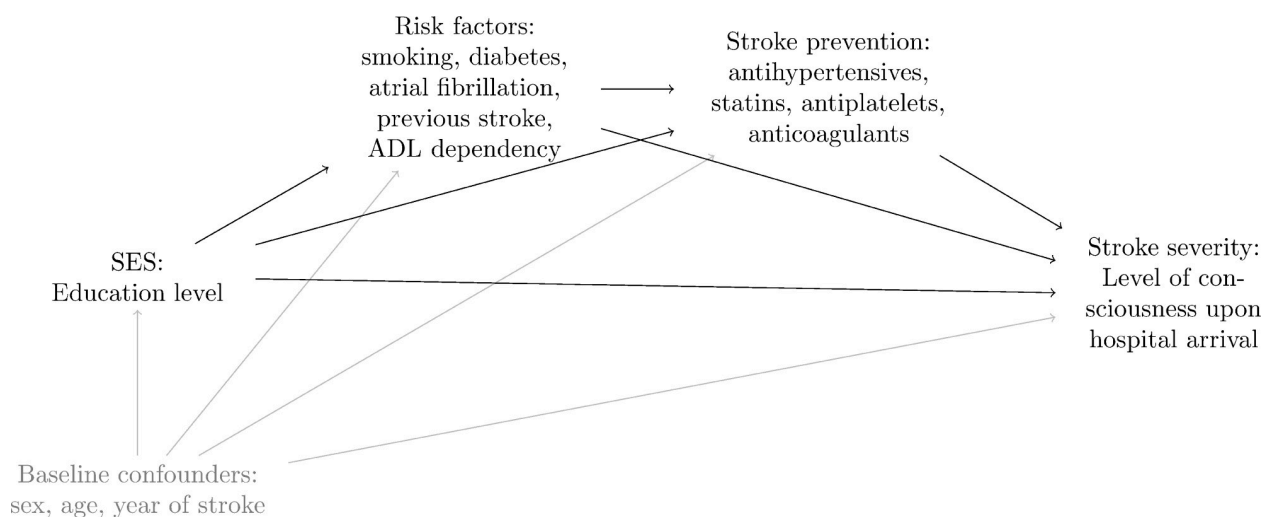 Risk factors:
smoking, diabetes,
atrial fibrillation,
previous stroke,
ADL dependency
Stroke prevention:
antihypertensives,
statins, antiplatelets,
anticoagulants
SES:
Education level
Stroke severity:
Level of con-
sciousness upon
hospital arrival
Baseline confounders:
sex, age, year of stroke